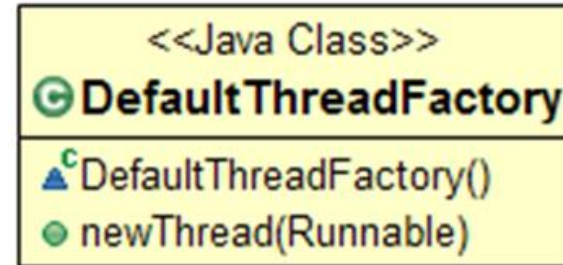 <<Java Class>>
C DefaultThreadFactory
C DefaultThreadFactory()
newThread(Runnable)